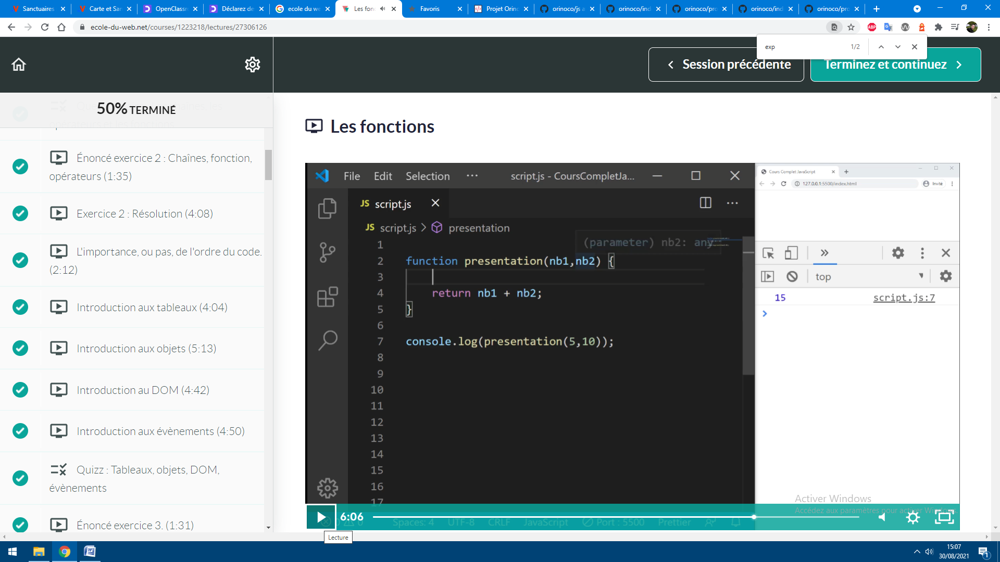 Sanctuaires
Carte et Sar
OpenClassr
Déclarez de
ecole du we
Les fonc
Favoris
Projet Orin
orinoco/js a
orinoco/ind
orinoco/pro
orinoco/ind
orinoco/pro
ecole-du-web.net/courses/1223218/lectures/27306126
ABP
exp
1/2
Session précédente
Terminez et continuez
50% TERMINÉ
Énoncé exercice 2 : Chaînes, fonction,
opérateurs (1:35)
Exercice 2 : Résolution (4:08)
L'importance, ou pas, de l'ordre du code.
(2:12)
Introduction aux tableaux (4:04)
Introduction aux objets (5:13)
Introduction au DOM (4:42)
Introduction aux évènements (4:50)
Quizz : Tableaux, objets, DOM,
évènements
Énoncé exercice 3. (1:31)
Les fonctions
File Edit Selection ··· script.js - CoursCompletJa...
JS script.js
JS script.js > presentation
(parameter) nb2: any
1
2 function presentation(nb1,nb2) {
3
4 return nb1 + nb2;
5 }
6
7 console.log(presentation(5,10));
8
9
10
11
12
13
14
15
16
17
Cours Complet JavaScript
127.0.0.1:5500/index.html
Invité
top
15 script.js:7
Activer Windows
Accédez aux paramètres pour activer Windows.
6:06
Spaces: 4 UTF-8 CRLF JavaScript Port : 5500 Prettier
Lecture
15:07
30/08/2021
1